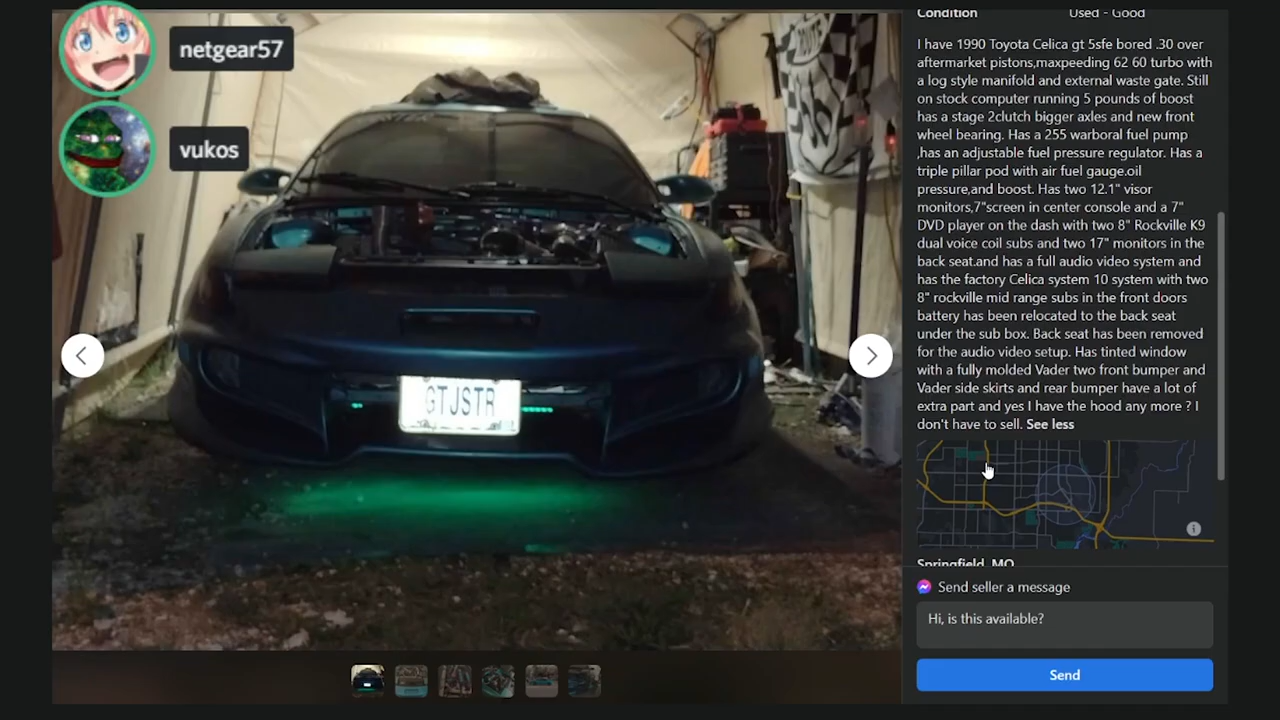 netgear57
vukos
ROUTE
GTJSTR
Condition Used - Good
I have 1990 Toyota Celica gt 5sfe bored .30 over
aftermarket pistons,maxpeeding 62 60 turbo with
a log style manifold and external waste gate. Still
on stock computer running 5 pounds of boost
has a stage 2clutch bigger axles and new front
wheel bearing. Has a 255 warboral fuel pump
,has an adjustable fuel pressure regulator. Has a
triple pillar pod with air fuel gauge.oil
pressure,and boost. Has two 12.1" visor
monitors,7"screen in center console and a 7"
DVD player on the dash with two 8" Rockville K9
dual voice coil subs and two 17" monitors in the
back seat.and has a full audio video system and
has the factory Celica system 10 system with two
8" rockville mid range subs in the front doors
battery has been relocated to the back seat
under the sub box. Back seat has been removed
for the audio video setup. Has tinted window
with a fully molded Vader two front bumper and
Vader side skirts and rear bumper have a lot of
extra part and yes I have the hood any more ? I
don't have to sell. See less
Springfield, MO
Send seller a message
Hi, is this available?
Send